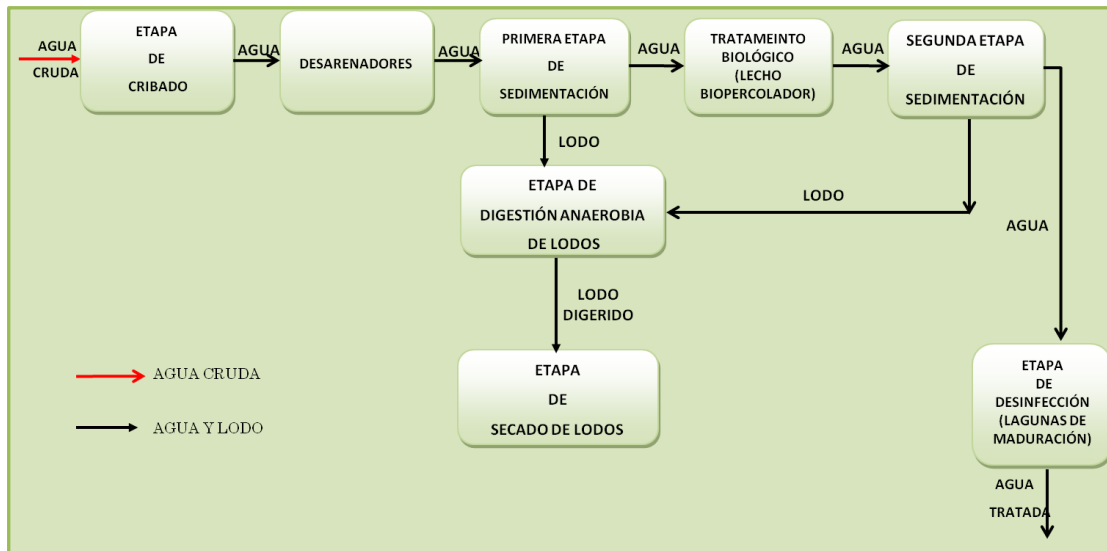 AGUA
CRUDA
ETAPA
DE
CRIBADO
AGUA
DESARENADORES
AGUA
PRIMERA ETAPA
DE
SEDIMENTACIÓN
AGUA
TRATAMEINTO
BIOLÓGICO
(LECHO
BIOPERCOLADOR)
AGUA
SEGUNDA ETAPA
DE
SEDIMENTACIÓN
LODO
ETAPA DE
DIGESTIÓN ANAEROBIA
DE LODOS
LODO
AGUA
LODO
DIGERIDO
ETAPA
DE
SECADO DE LODOS
ETAPA
DE
DESINFECCIÓN
(LAGUNAS DE
MADURACIÓN)
AGUA
TRATADA
AGUA CRUDA
AGUA Y LODO